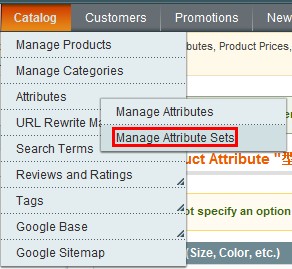 Catalog Customers Promotions New
Manage Products
butes, Product Prices,
Manage Categories
Attributes
Manage Attributes
URL Rewrite Ma
Manage Attribute Sets
Search Terms
uct Attribute "型
Reviews and Ratings
Tags
ot specify an option
Google Base
(Size, Color, etc.)
Google Sitemap